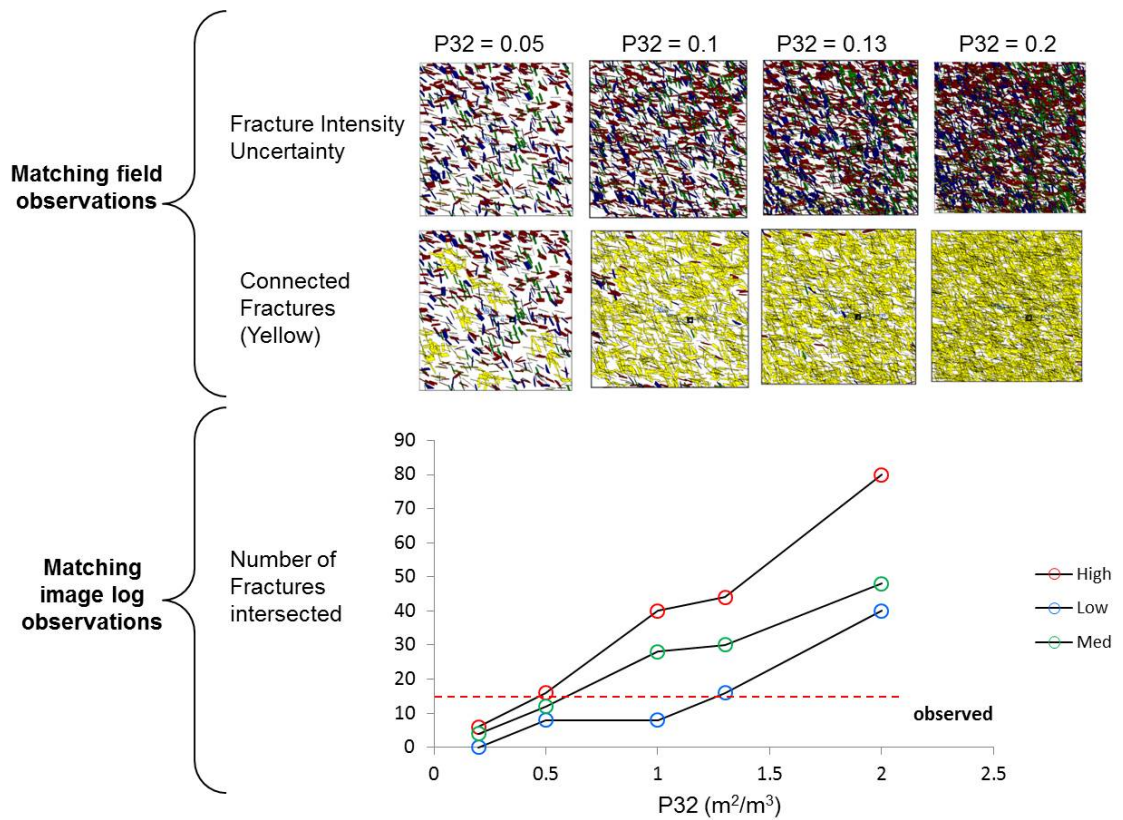 P32 = 0.05
P32 = 0.1
P32 = 0.13
P32 = 0.2
Matching field
observations
Fracture Intensity
Uncertainty
Connected
Fractures
(Yellow)
Matching
image log
observations
Number of
Fractures
intersected
90
80
70
60
50
40
30
20
10
0
0
0.5
1
1.5
2
2.5
P32 (m²/m³)
observed
High
Low
Med